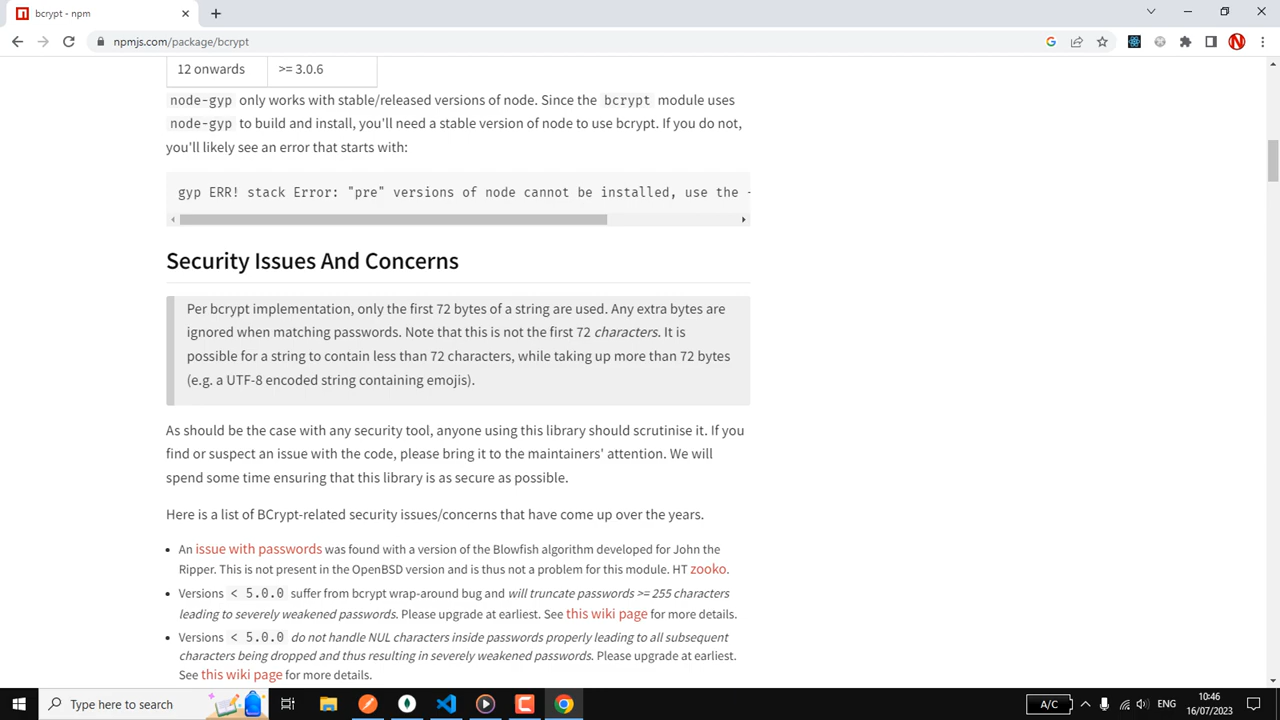 bcrypt - npm
npmjs.com/package/bcrypt
12 onwards >= 3.0.6
node-gyp only works with stable/released versions of node. Since the bcrypt module uses
node-gyp to build and install, you'll need a stable version of node to use bcrypt. If you do not,
you'll likely see an error that starts with:
gyp ERR! stack Error: "pre" versions of node cannot be installed, use the -
Security Issues And Concerns
Per bcrypt implementation, only the first 72 bytes of a string are used. Any extra bytes are
ignored when matching passwords. Note that this is not the first 72 characters. It is
possible for a string to contain less than 72 characters, while taking up more than 72 bytes
(e.g. a UTF-8 encoded string containing emojis).
As should be the case with any security tool, anyone using this library should scrutinise it. If you
find or suspect an issue with the code, please bring it to the maintainers' attention. We will
spend some time ensuring that this library is as secure as possible.
Here is a list of BCrypt-related security issues/concerns that have come up over the years.
• An issue with passwords was found with a version of the Blowfish algorithm developed for John the
Ripper. This is not present in the OpenBSD version and is thus not a problem for this module. HT zooko.
• Versions < 5.0.0 suffer from bcrypt wrap-around bug and will truncate passwords >= 255 characters
leading to severely weakened passwords. Please upgrade at earliest. See this wiki page for more details.
• Versions < 5.0.0 do not handle NUL characters inside passwords properly leading to all subsequent
characters being dropped and thus resulting in severely weakened passwords. Please upgrade at earliest.
See this wiki page for more details.
Type here to search
A/C
ENG
10:46
16/07/2023